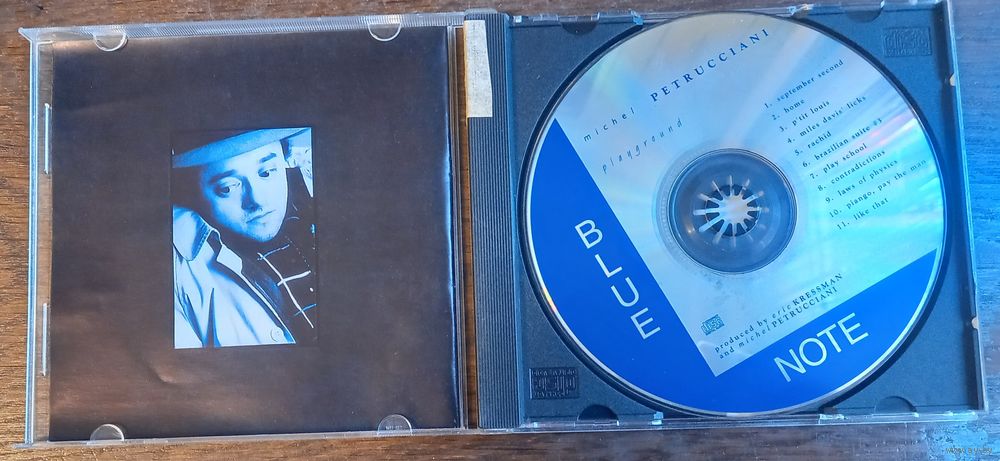 michel PETRUCCIANI
playground
1. september second
2. home
3. p'tit louis
4. miles davis' licks
5. rachid
6. brazilian suite #3
7. play school
8. contradictions
9. laws of physics
10. piango, pay the man
11. like that
BLUE
NOTE
produced by eric KRESSMAN
and michel PETRUCCIANI